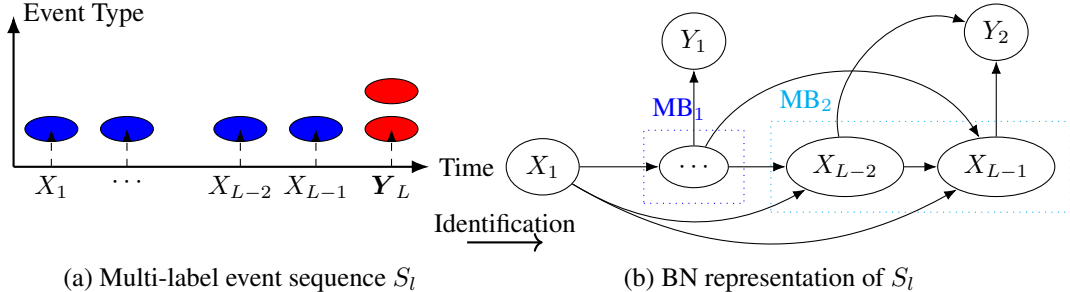 Event Type
X_1
⋯
X_{L−2}
X_{L−1}
Y_L
Time
Identification
Y_1
Y_2
MB_1
MB_2
X_1
⋯
X_{L−2}
X_{L−1}
(a) Multi-label event sequence S_l
(b) BN representation of S_l